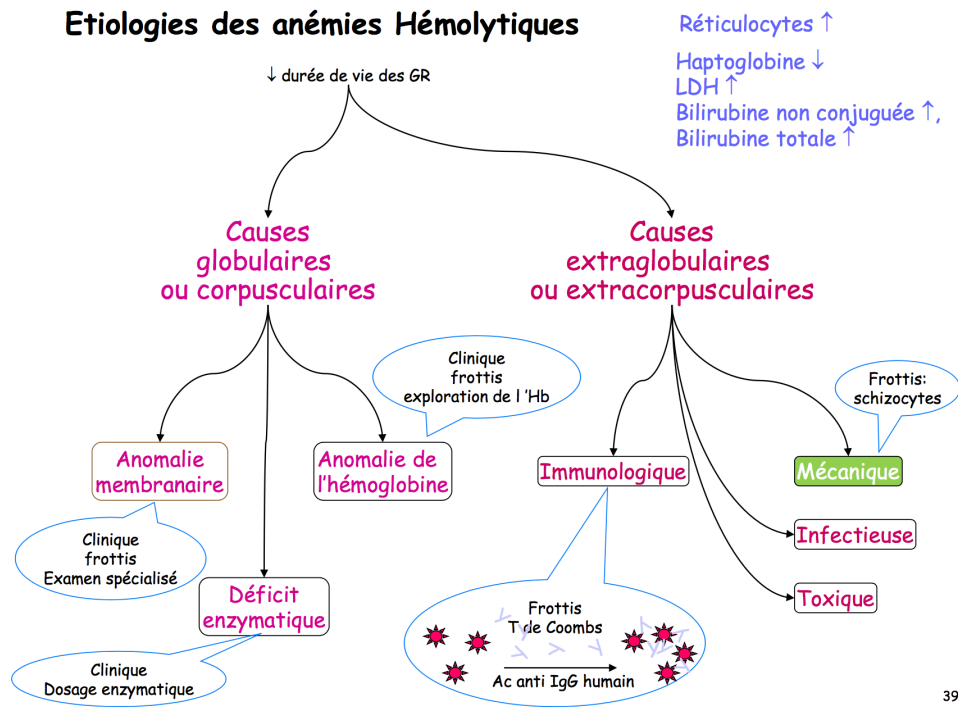 Etiologies des anémies Hémolytiques
Réticulocytes ↑
Haptoglobine ↓
LDH ↑
Bilirubine non conjuguée ↑,
Bilirubine totale ↑
↓ durée de vie des GR
Causes
globulaires
ou corpusculaires
Causes
extraglobulaires
ou extracorpusculaires
Clinique
frottis
exploration de l 'Hb
Frottis:
schizocytes
Anomalie
membranaire
Anomalie de
l'hémoglobine
Immunologique
Mécanique
Clinique
frottis
Examen spécialisé
Infectieuse
Déficit
enzymatique
Toxique
Frottis
T de Coombs
Ac anti IgG humain
Clinique
Dosage enzymatique
39